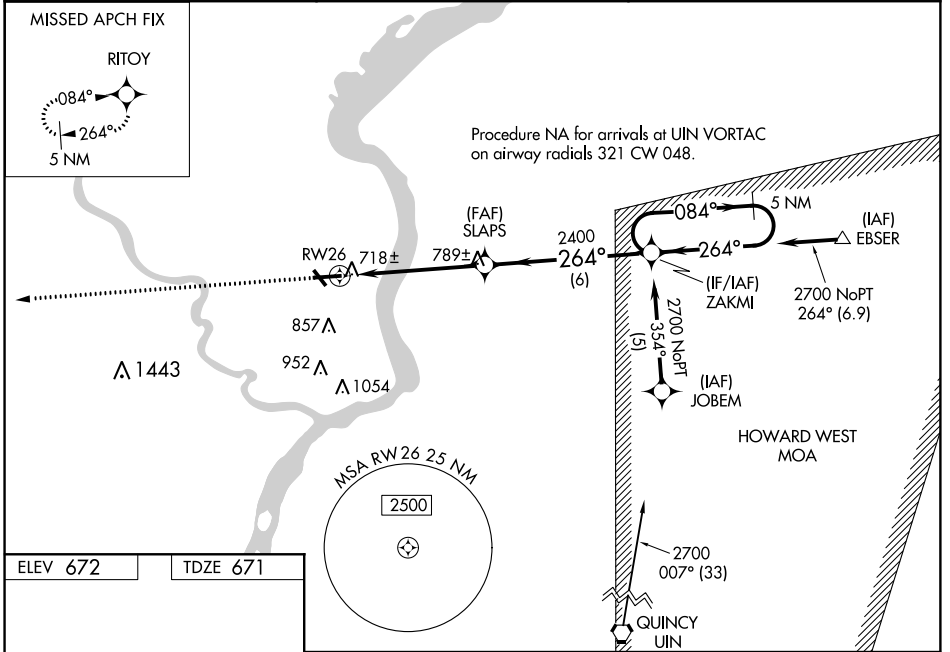 MISSED APCH FIX
RITOY
084°
264°
5 NM
Procedure NA for arrivals at UIN VORTAC
on airway radials 321 CW 048.
(FAF)
SLAPS
2400
264°
(6)
RW26
718±
789±
857
952
1054
1443
084°
5 NM
264°
(IAF)
EBSER
(IF/IAF)
ZAKMI
2700 NoPT
264° (6.9)
2700 NoPT
354°
(5)
(IAF)
JOBEM
HOWARD WEST
MOA
MSA RW 26 25 NM
2500
2700
007° (33)
QUINCY
UIN
ELEV 672
TDZE 671